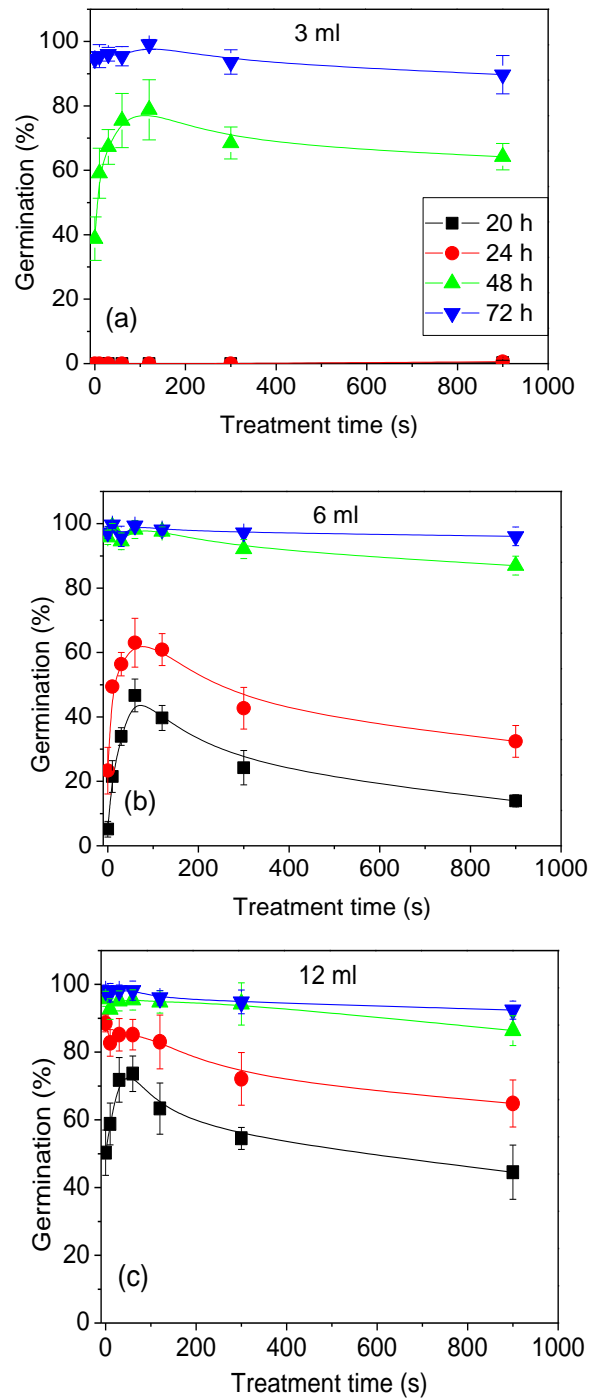 3 ml
100
80
60
40
20
0
Germination (%)
(a)
20 h
24 h
48 h
72 h
0 200 400 600 800 1000
Treatment time (s)
6 ml
100
80
60
40
20
0
Germination (%)
(b)
0 200 400 600 800 1000
Treatment time (s)
12 ml
100
80
60
40
20
0
Germination (%)
(c)
0 200 400 600 800 1000
Treatment time (s)